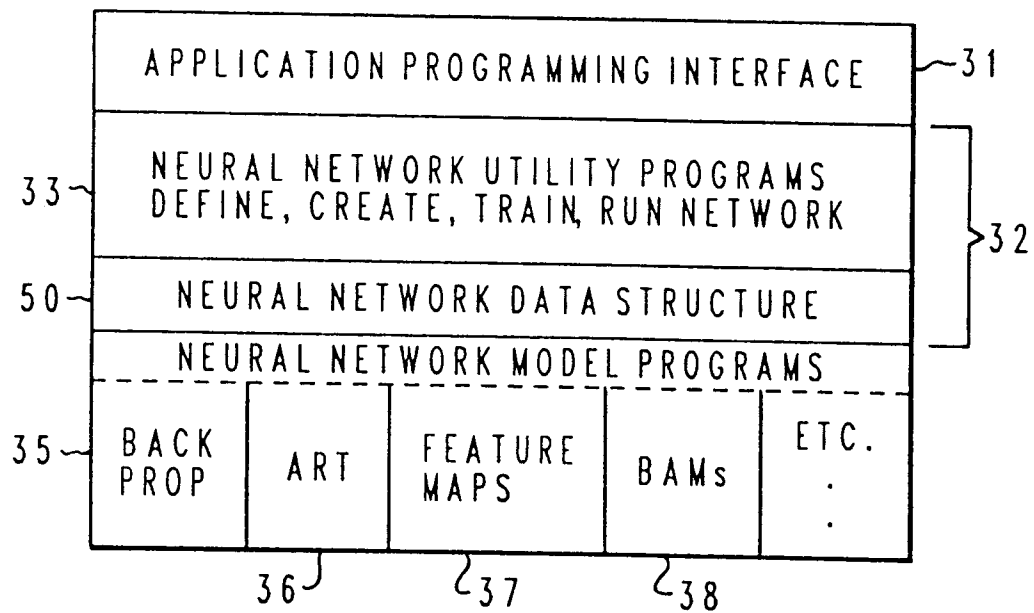 APPLICATION PROGRAMMING INTERFACE
31
NEURAL NETWORK UTILITY PROGRAMS
DEFINE, CREATE, TRAIN, RUN NETWORK
33
32
50
NEURAL NETWORK DATA STRUCTURE
NEURAL NETWORK MODEL PROGRAMS
35
BACK
PROP
ART
FEATURE
MAPS
BAMs
ETC.
.
.
36
37
38